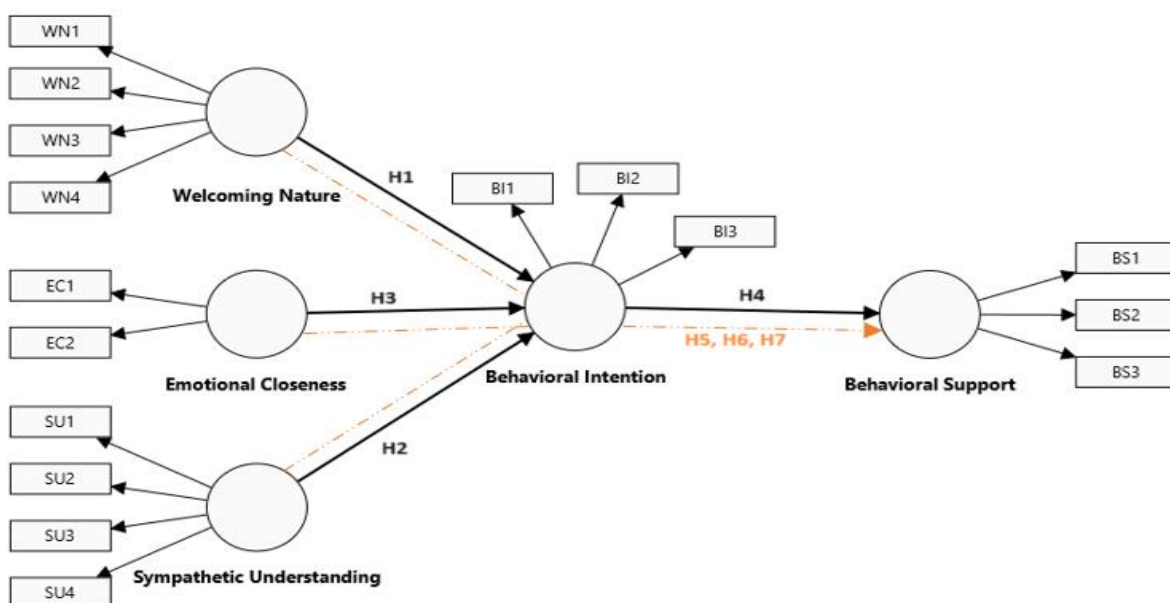 WN1
WN2
WN3
WN4
Welcoming Nature
H1
BI1
BI2
BI3
EC1
EC2
Emotional Closeness
H3
Behavioral Intention
H4
H5, H6, H7
Behavioral Support
BS1
BS2
BS3
SU1
SU2
SU3
SU4
Sympathetic Understanding
H2